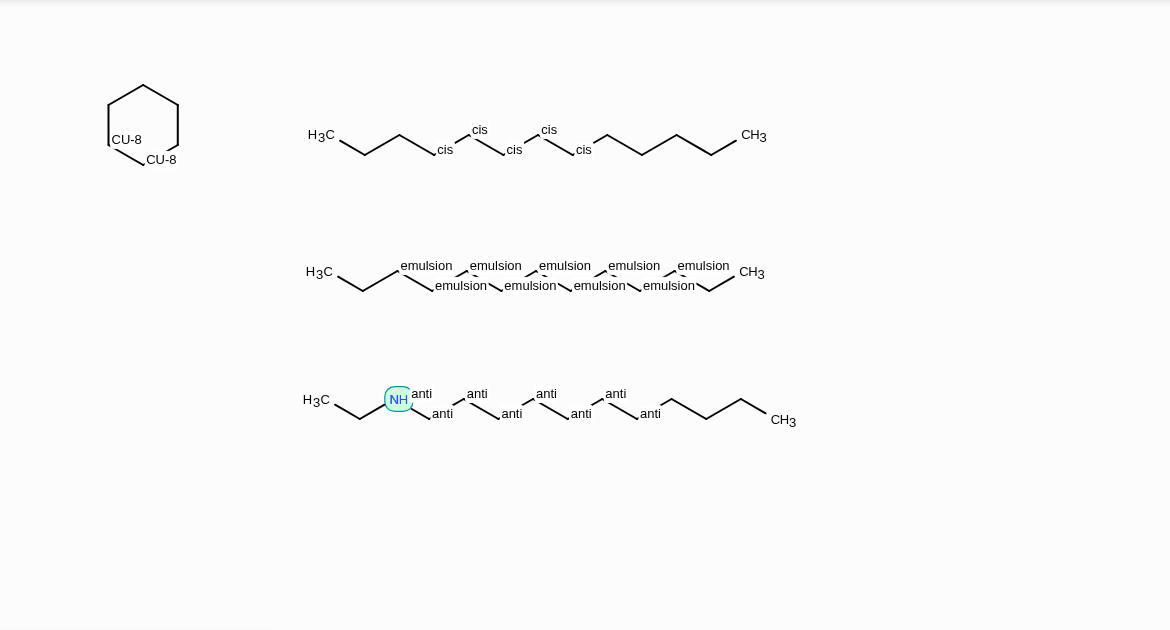 CU-8
CU-8
H3C cis cis cis cis cis CH3
H3C emulsion emulsion emulsion emulsion emulsion CH3
emulsion emulsion emulsion emulsion
H3C NH anti anti anti anti
anti anti anti anti CH3